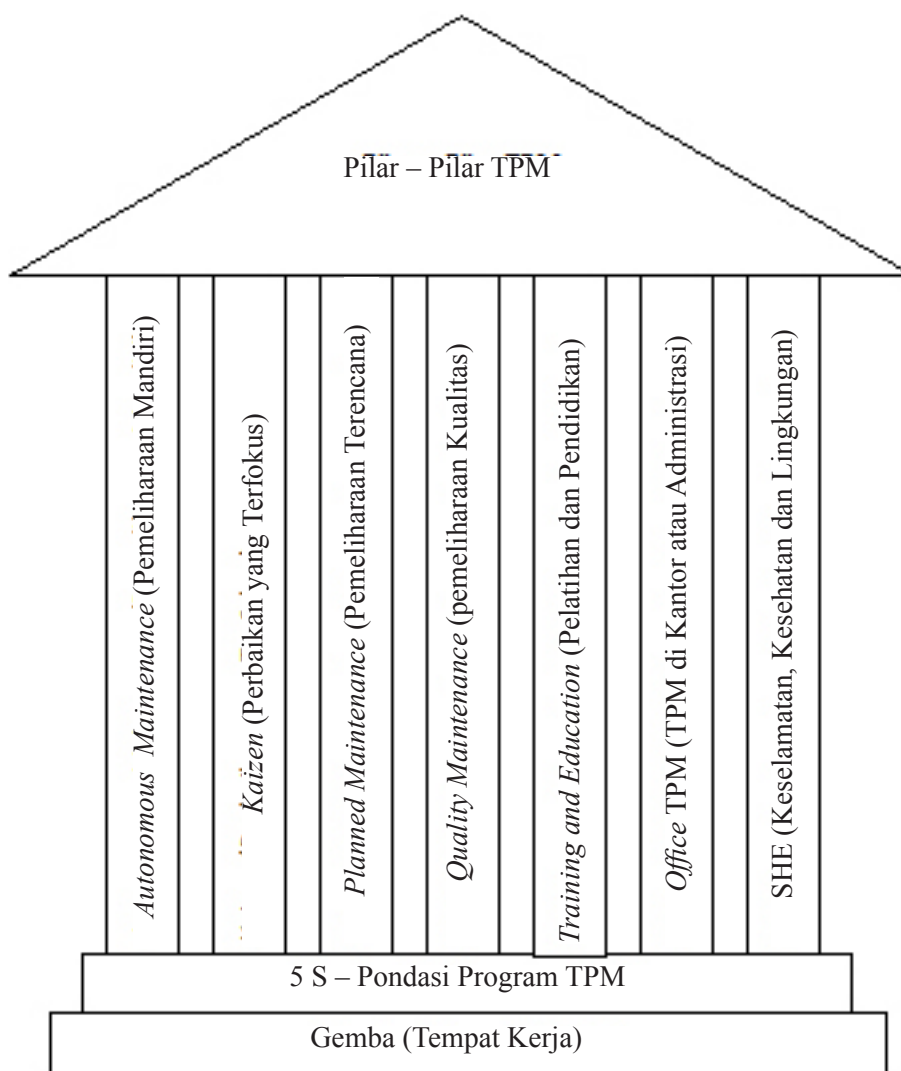 Pilar – Pilar TPM
Autonomous Maintenance (Pemeliharaan Mandiri)
Kaizen (Perbaikan yang Terfokus)
Planned Maintenance (Pemeliharaan Terencana)
Quality Maintenance (pemeliharaan Kualitas)
Training and Education (Pelatihan dan Pendidikan)
Office TPM (TPM di Kantor atau Administrasi)
SHE (Keselamatan, Kesehatan dan Lingkungan)
5 S – Pondasi Program TPM
Gemba (Tempat Kerja)